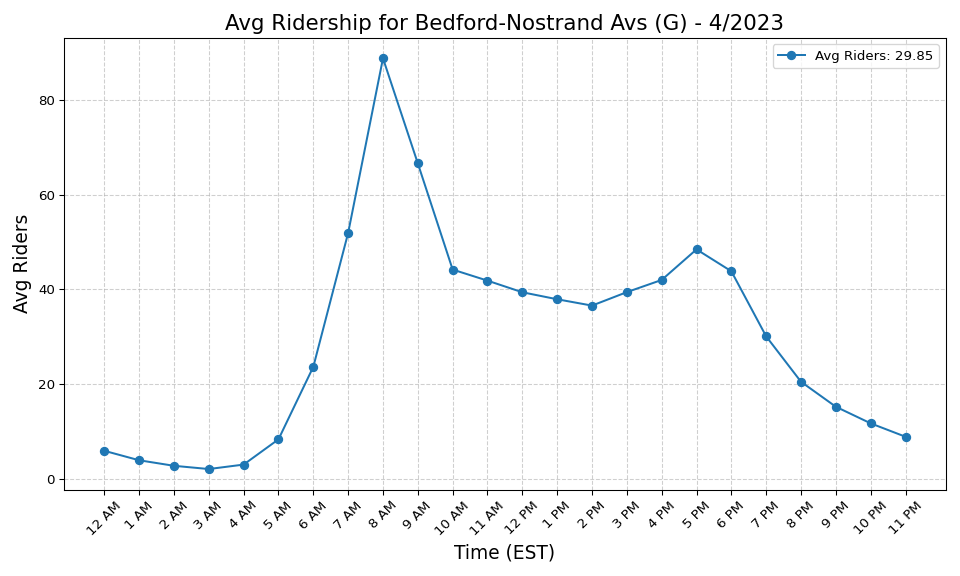 Avg Ridership for Bedford-Nostrand Avs (G) - 4/2023
Avg Riders: 29.85
Avg Riders
80
60
40
20
0
12 AM
1 AM
2 AM
3 AM
4 AM
5 AM
6 AM
7 AM
8 AM
9 AM
10 AM
11 AM
12 PM
1 PM
2 PM
3 PM
4 PM
5 PM
6 PM
7 PM
8 PM
9 PM
10 PM
11 PM
Time (EST)